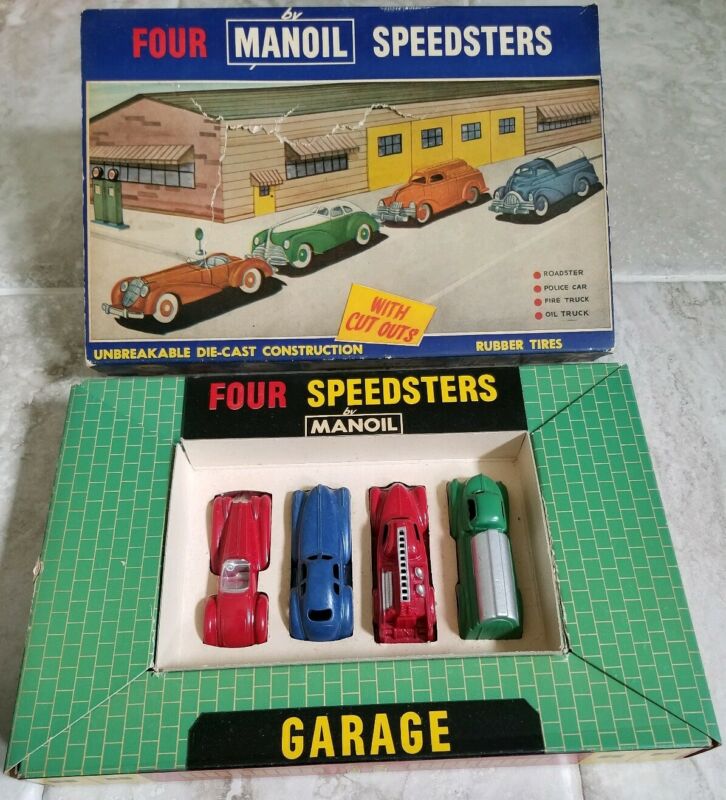 by
FOUR MANOIL SPEEDSTERS
ROADSTER
POLICE CAR
FIRE TRUCK
OIL TRUCK
WITH
CUT OUTS
UNBREAKABLE DIE-CAST CONSTRUCTION RUBBER TIRES
FOUR SPEEDSTERS
by
MANOIL
GARAGE